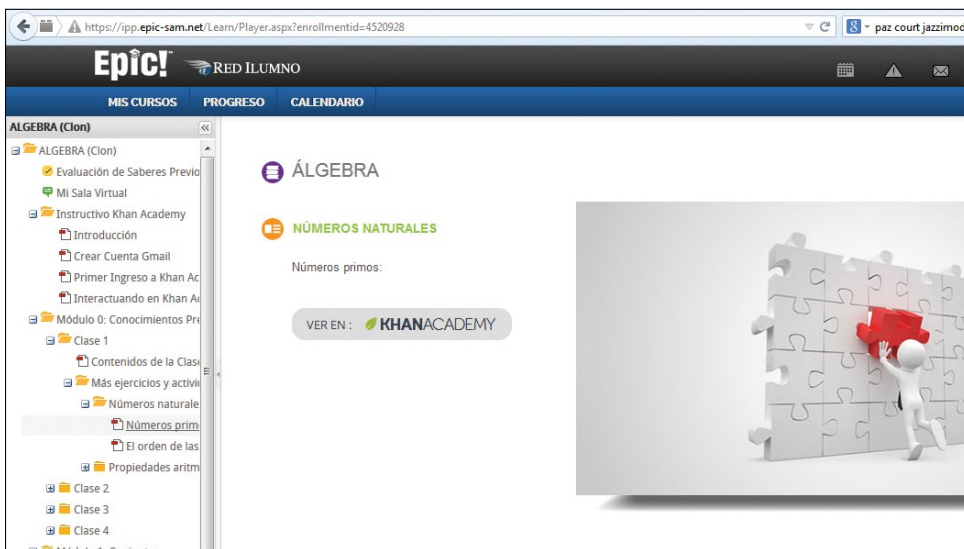 https://ipp.epic-sam.net/Learn/Player.aspx?enrollmentid=4520928
paz court jazzimod
Epic!
RED ILUMNO
MIS CURSOS PROGRESO CALENDARIO
ALGEBRA (Clon)
ALGEBRA (Clon)
Evaluación de Saberes Previo
Mi Sala Virtual
Instructivo Khan Academy
Introducción
Crear Cuenta Gmail
Primer Ingreso a Khan Ac
Interactuando en Khan A
Módulo 0: Conocimientos Pre
Clase 1
Contenidos de la Clase
Más ejercicios y activi
Números naturale
Números prim
El orden de las
Propiedades aritm
Clase 2
Clase 3
Clase 4
ÁLGEBRA
NÚMEROS NATURALES
Números primos:
VER EN : KHANACADEMY